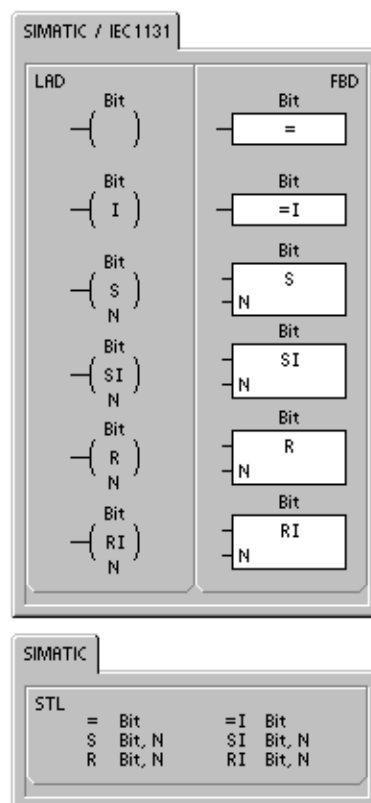 SIMATIC / IEC1131
LAD FBD
Bit Bit
=
Bit Bit
I =I
Bit Bit
S S
N N
Bit Bit
SI SI
N N
Bit Bit
R R
N N
Bit Bit
RI RI
N N
SIMATIC
STL
= Bit =I Bit
S Bit, N SI Bit, N
R Bit, N RI Bit, N